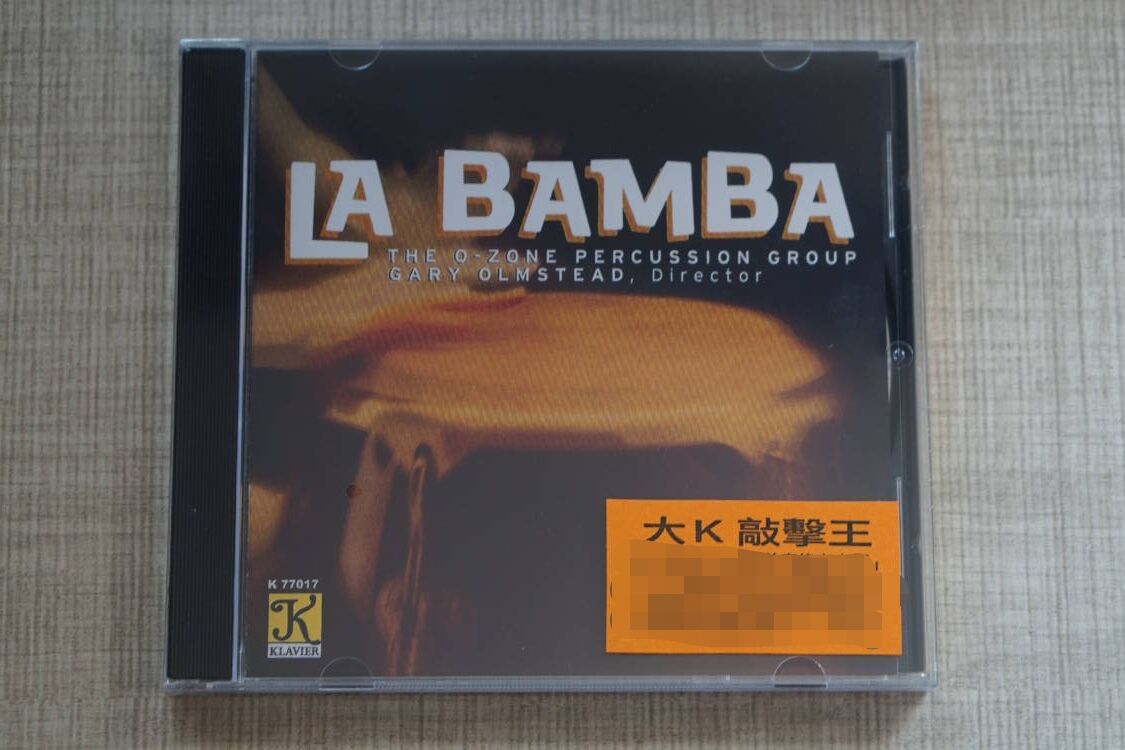 LA BAMBA
THE O-ZONE PERCUSSION GROUP
GARY OLMSTEAD, Director
大K 敲擊王
K 77017
K
KLAVIER